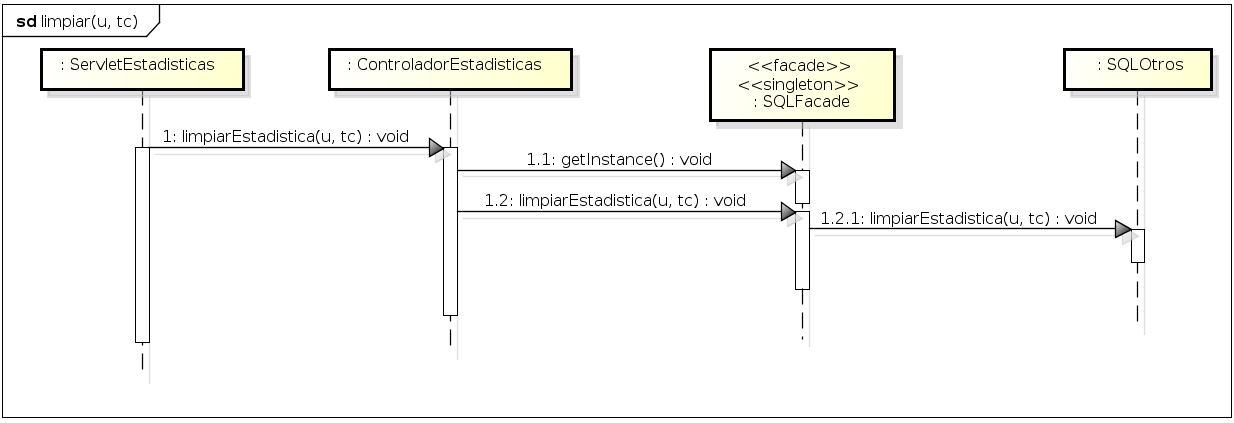 sd limpiar(u, tc)
: ServletEstadisticas
: ControladorEstadisticas
<<facade>>
<<singleton>>
: SQLFacade
: SQLOtros
1: limpiarEstadistica(u, tc) : void
1.1: getInstance() : void
1.2: limpiarEstadistica(u, tc) : void
1.2.1: limpiarEstadistica(u, tc) : void